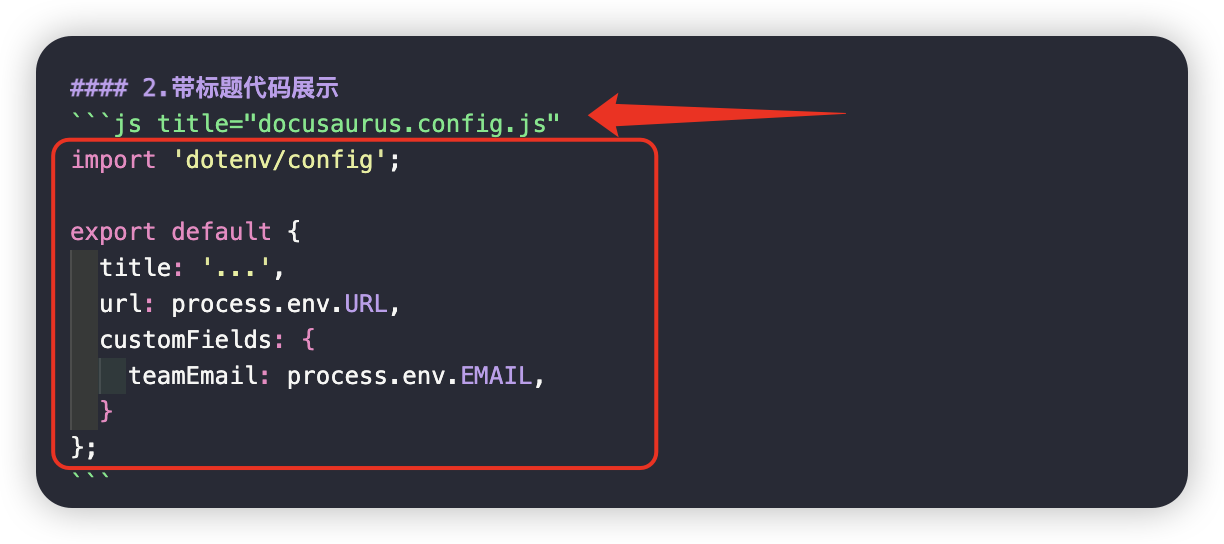 #### 2.带标题代码展示
```js title="docusaurus.config.js"
import 'dotenv/config';

export default {
  title: '...',
  url: process.env.URL,
  customFields: {
    teamEmail: process.env.EMAIL,
  }
};
```